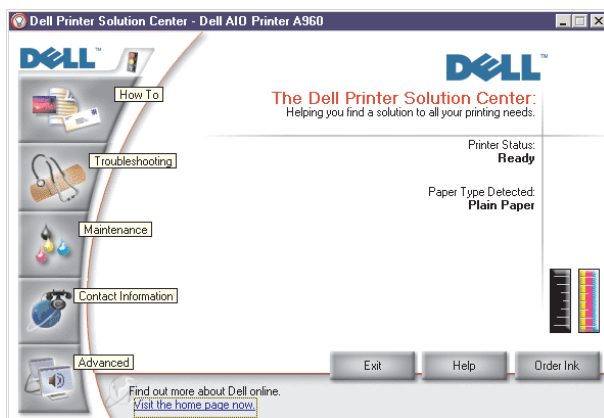 Dell Printer Solution Center - Dell AIO Printer A960
DELL™
How To
Troubleshooting
Maintenance
Contact Information
Advanced
DELL™
The Dell Printer Solution Center:
Helping you find a solution to all your printing needs.
Printer Status:
Ready
Paper Type Detected:
Plain Paper
Exit
Help
Order Ink
Find out more about Dell online.
Visit the home page now.